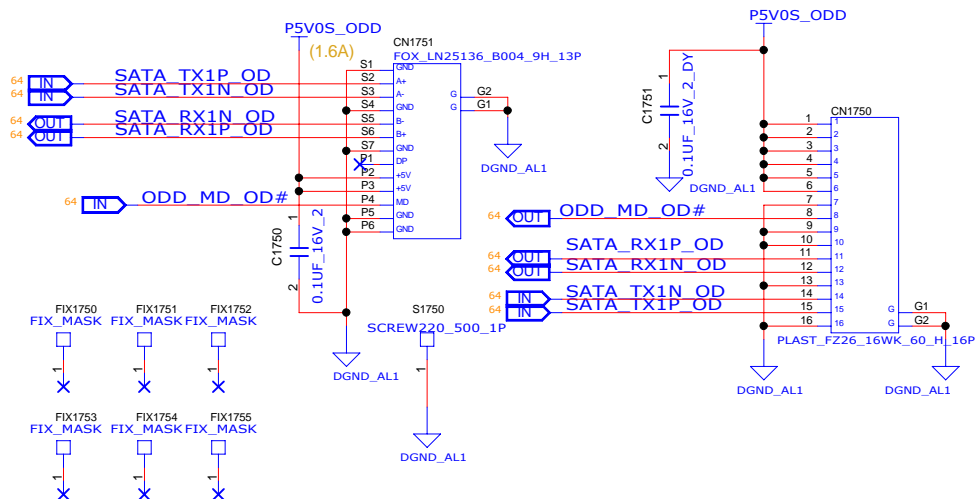 P5V0S_ODD
(1.6A)
CN1751
FOX_LN25136_B004_9H_13P
S1 GND
64 IN SATA_TX1P_OD S2 A+
64 IN SATA_TX1N_OD S3 A-
S4 GND
64 OUT SATA_RX1N_OD S5 B-
64 OUT SATA_RX1P_OD S6 B+
S7 GND
P1 DP
P2 +5V
P3 +5V
64 IN ODD_MD_OD# P4 MD
P5 GND
P6 GND
G G2
G G1
DGND_AL1
1
C1750
0.1UF_16V_2
2
DGND_AL1
FIX1750
FIX_MASK
1
FIX1751
FIX_MASK
1
FIX1752
FIX_MASK
1
FIX1753
FIX_MASK
1
FIX1754
FIX_MASK
1
FIX1755
FIX_MASK
1
S1750
SCREW220_500_1P
1
DGND_AL1
P5V0S_ODD
1
C1751
0.1UF_16V_2_DY
2
DGND_AL1
CN1750
1 1
2 2
3 3
4 4
5 5
6 6
7 7
64 OUT ODD_MD_OD# 8 8
9 9
10 10
64 OUT SATA_RX1P_OD 11 11
64 OUT SATA_RX1N_OD 12 12
13 13
64 IN SATA_TX1N_OD 14 14
64 IN SATA_TX1P_OD 15 15
16 16
G G1
G G2
PLAST_FZ26_16WK_60_H_16P
DGND_AL1
DGND_AL1